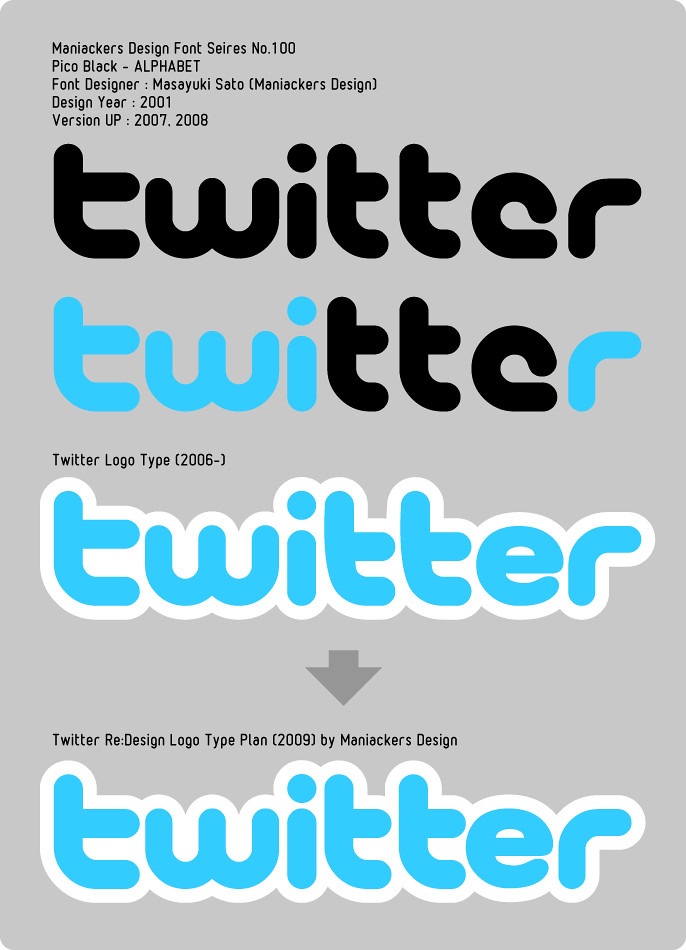 Maniackers Design Font Seires No.100
Pico Black - ALPHABET
Font Designer : Masayuki Sato (Maniackers Design)
Design Year : 2001
Version UP : 2007, 2008
twitter
twitter
Twitter Logo Type (2006-)
twitter
Twitter Re:Design Logo Type Plan (2009) by Maniackers Design
twitter